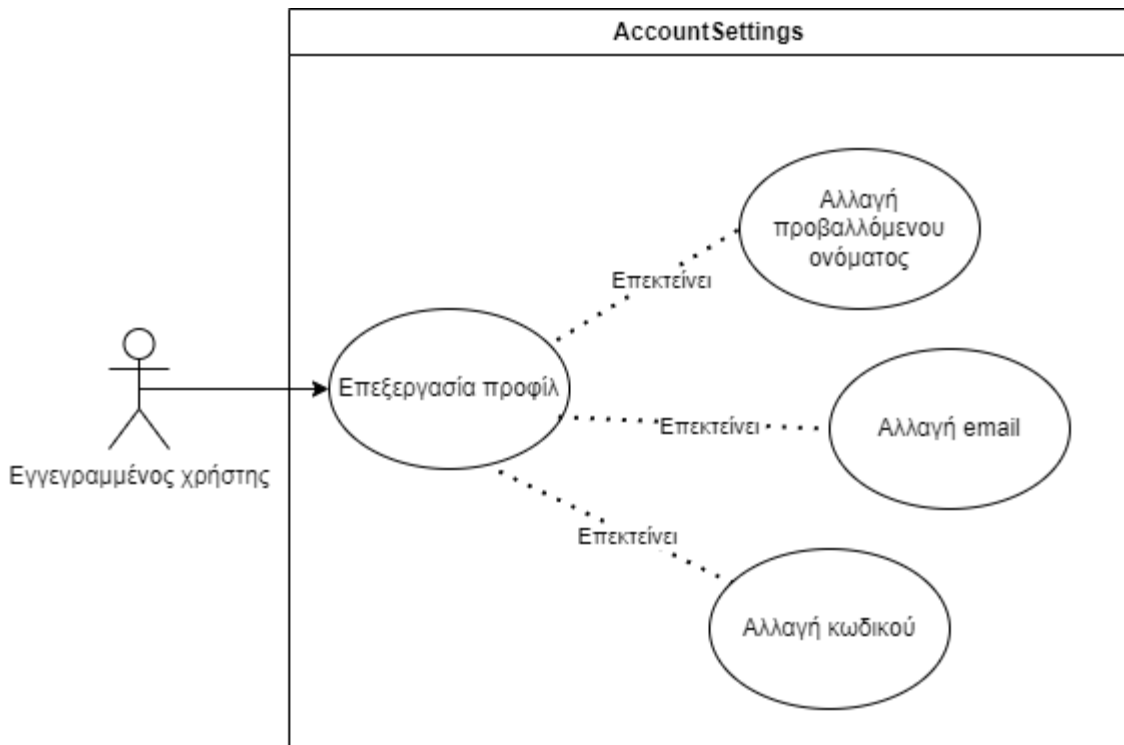 AccountSettings
Αλλαγή
προβαλλόμενου
ονόματος
Επεκτείνει
Επεξεργασία προφίλ
Επεκτείνει
Αλλαγή email
Εγγεγραμμένος χρήστης
Επεκτείνει
Αλλαγή κωδικού